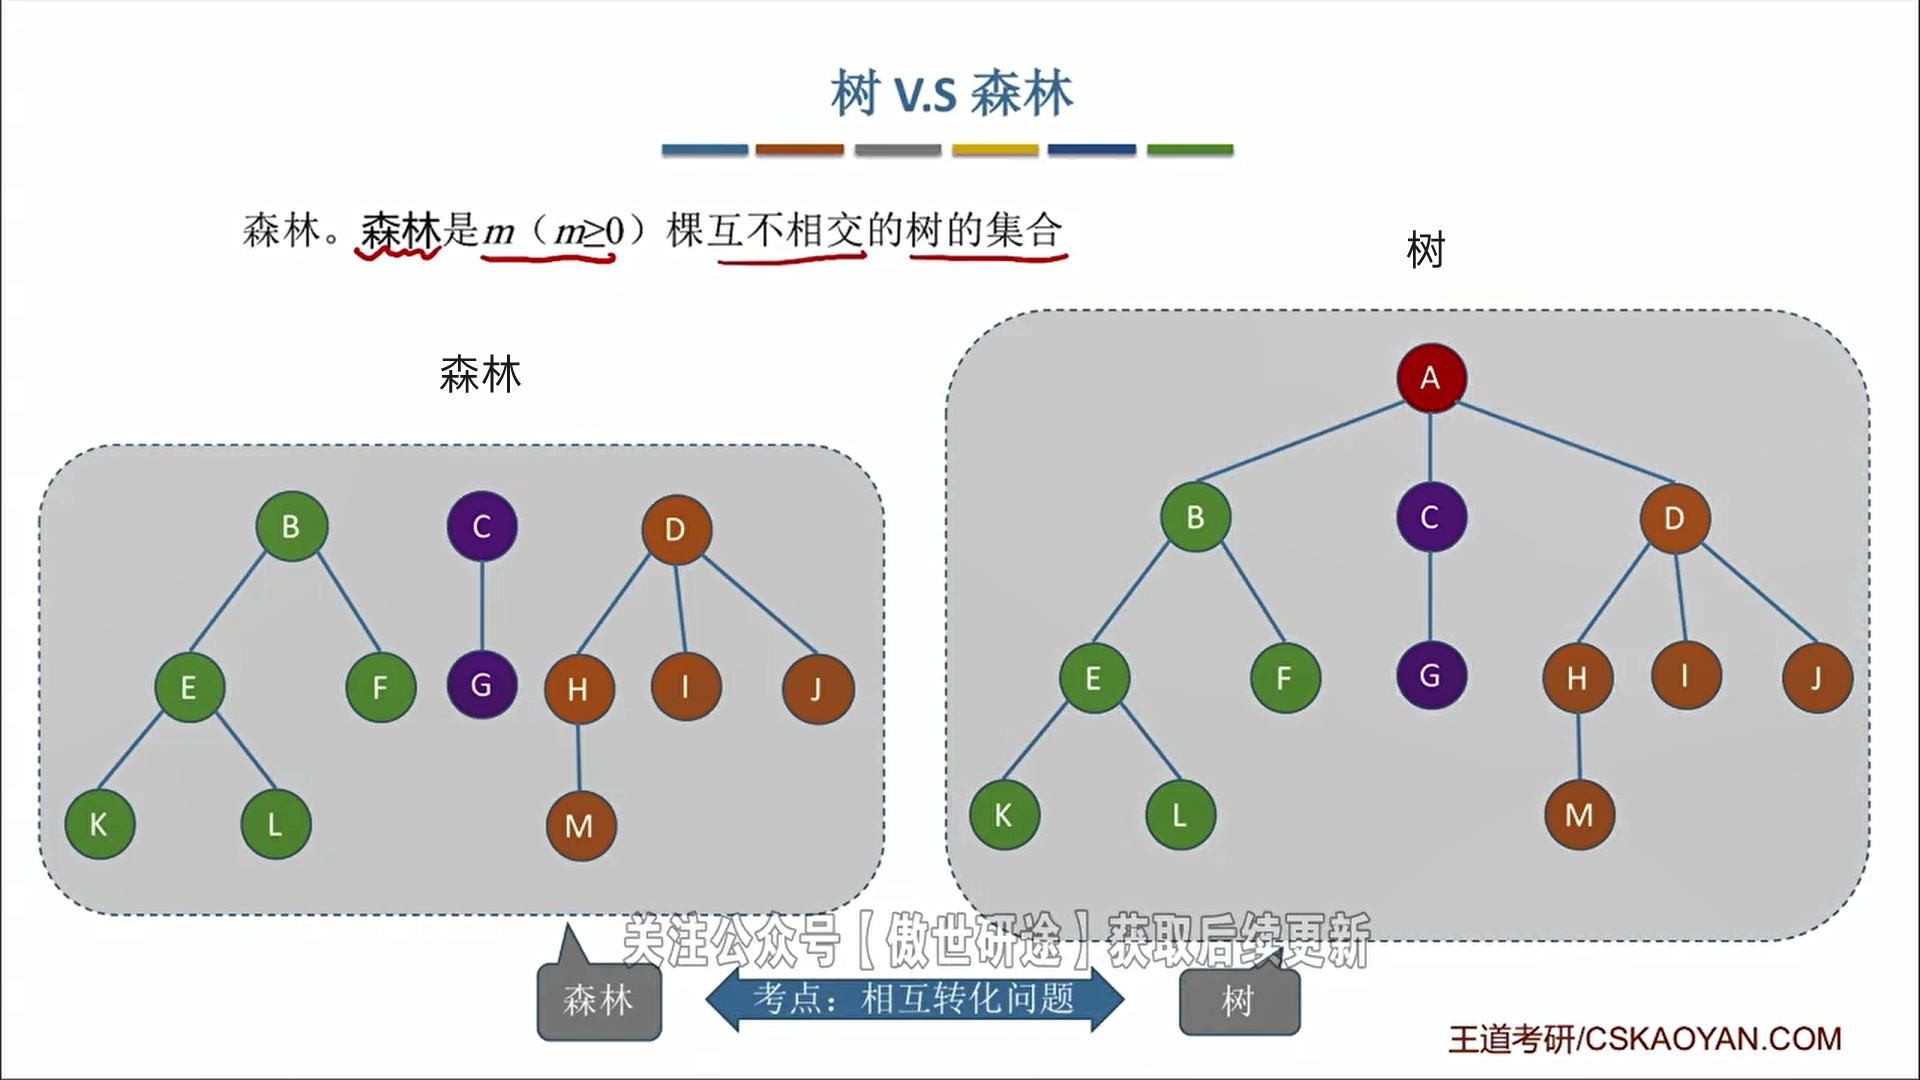 树 V.S 森林
森林。森林是m（m≥0）棵互不相交的树的集合
树
森林
A
B C D
B C D
E F G H I J
E F G H I J
K L M
K L M
关注公众号【傲世研途】获取后续更新
森林
考点：相互转化问题
树
王道考研/CSKAOYAN.COM